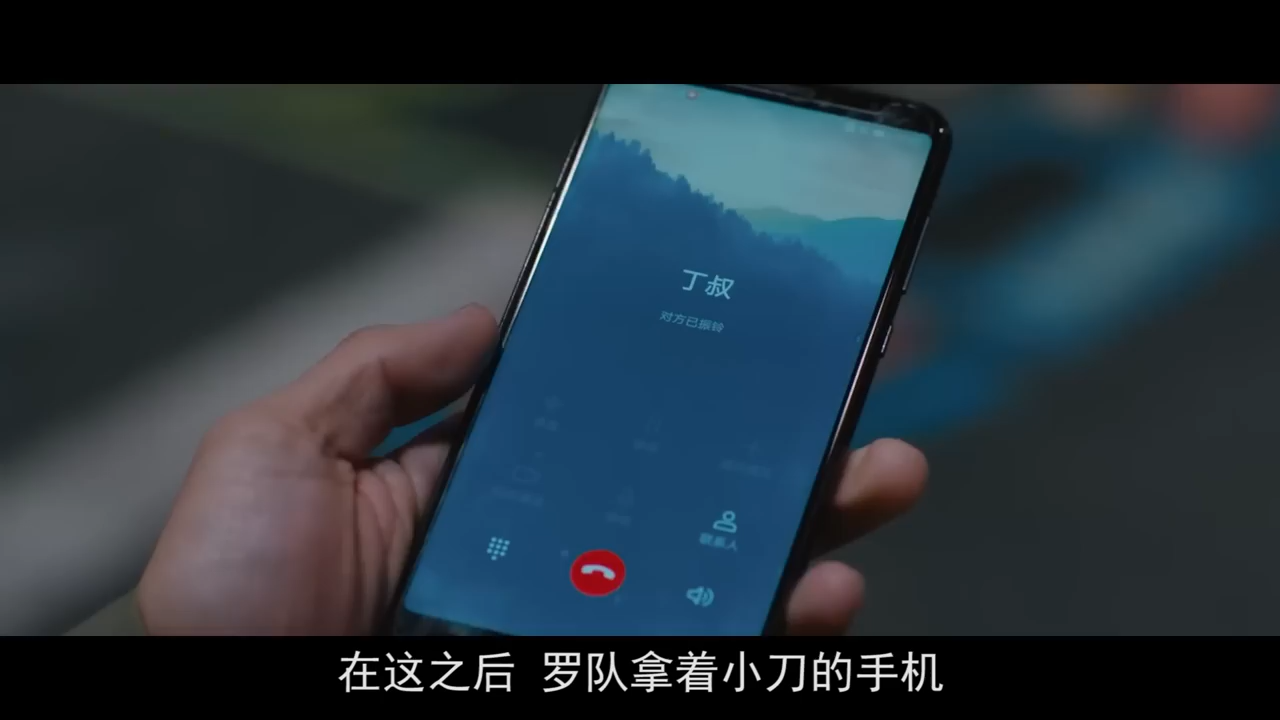 丁叔
对方已振铃
联系人
在这之后 罗队拿着小刀的手机